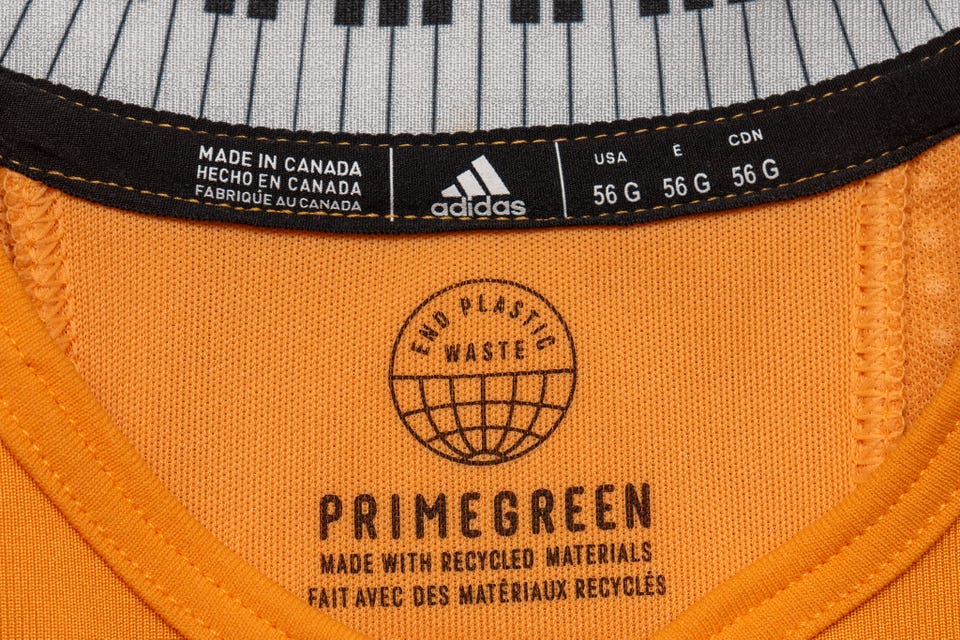 MADE IN CANADA
HECHO EN CANADA
FABRIQUÉ AU CANADA
adidas
USA E CDN
56 G 56 G 56 G
END PLASTIC
WASTE
PRIMEGREEN
MADE WITH RECYCLED MATERIALS
FAIT AVEC DES MATÉRIAUX RECYCLÉS